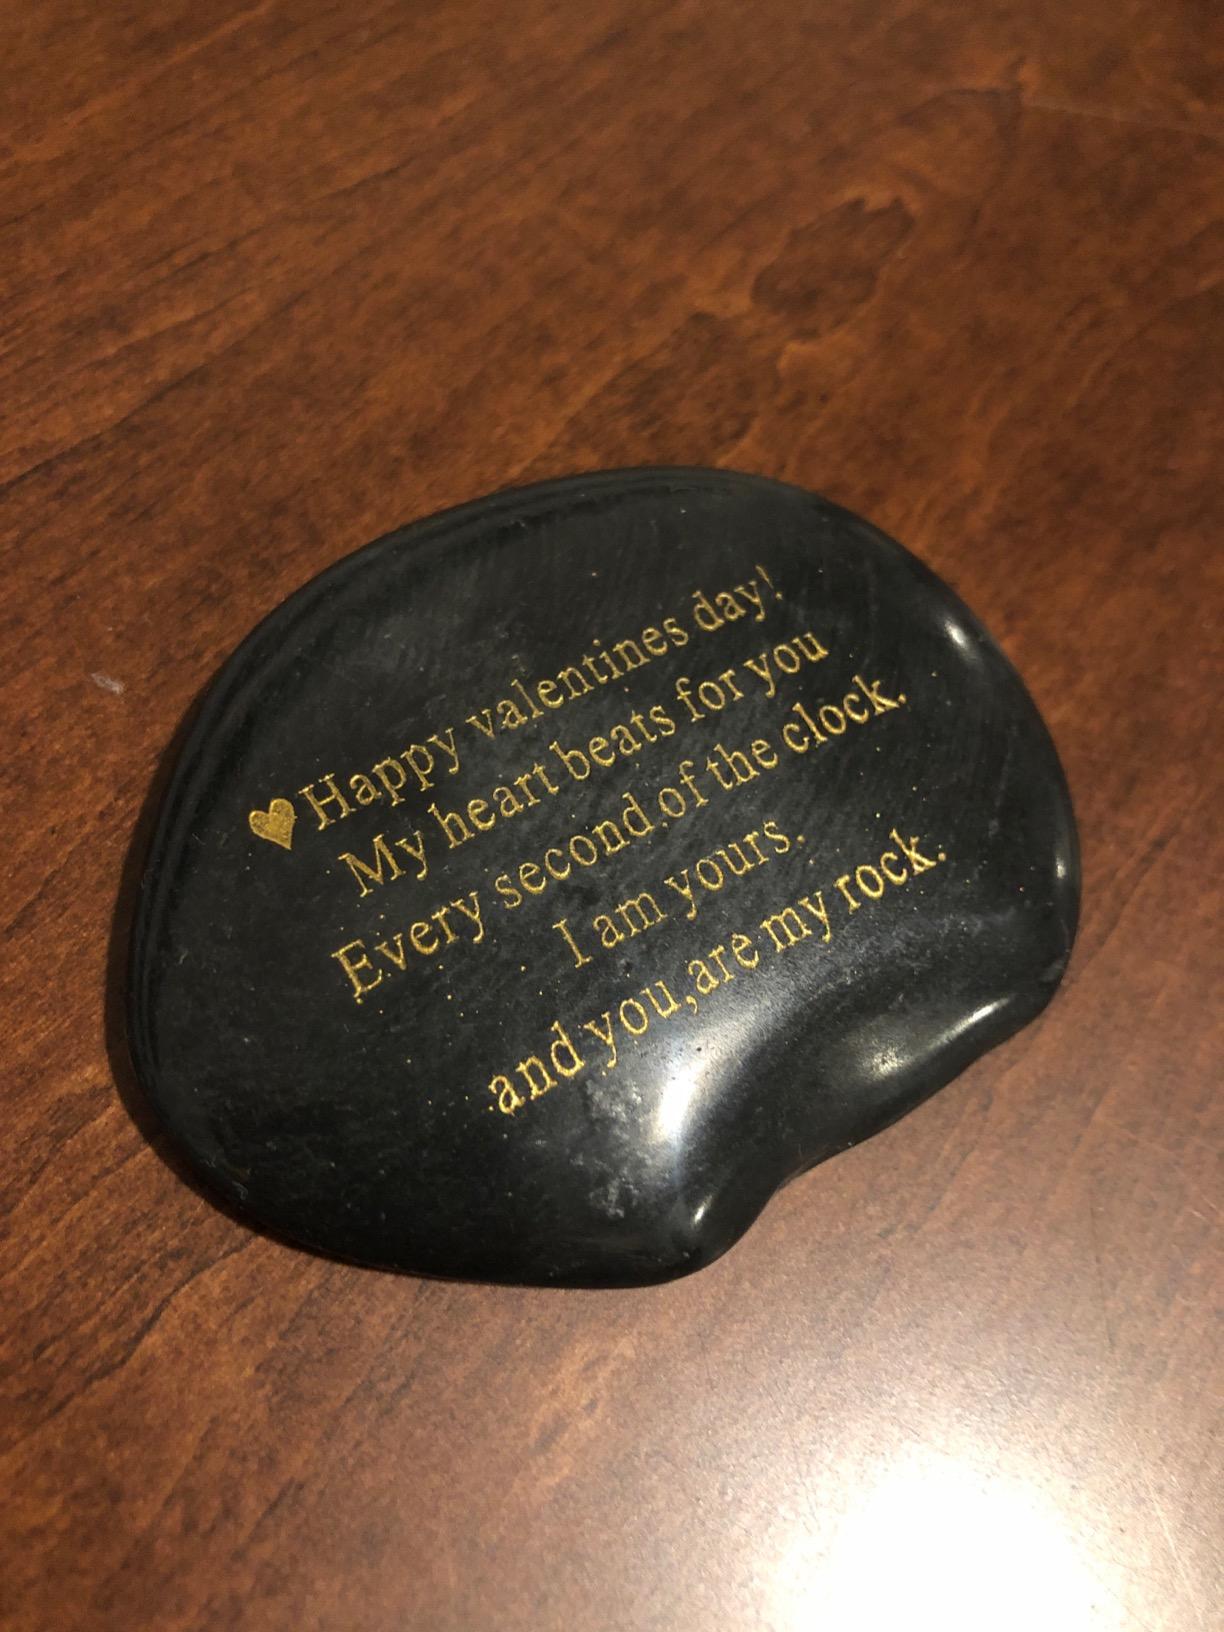 ♥Happy valentines day!
My heart beats for you
Every second of the clock.
I am yours.
and you,are my rock.